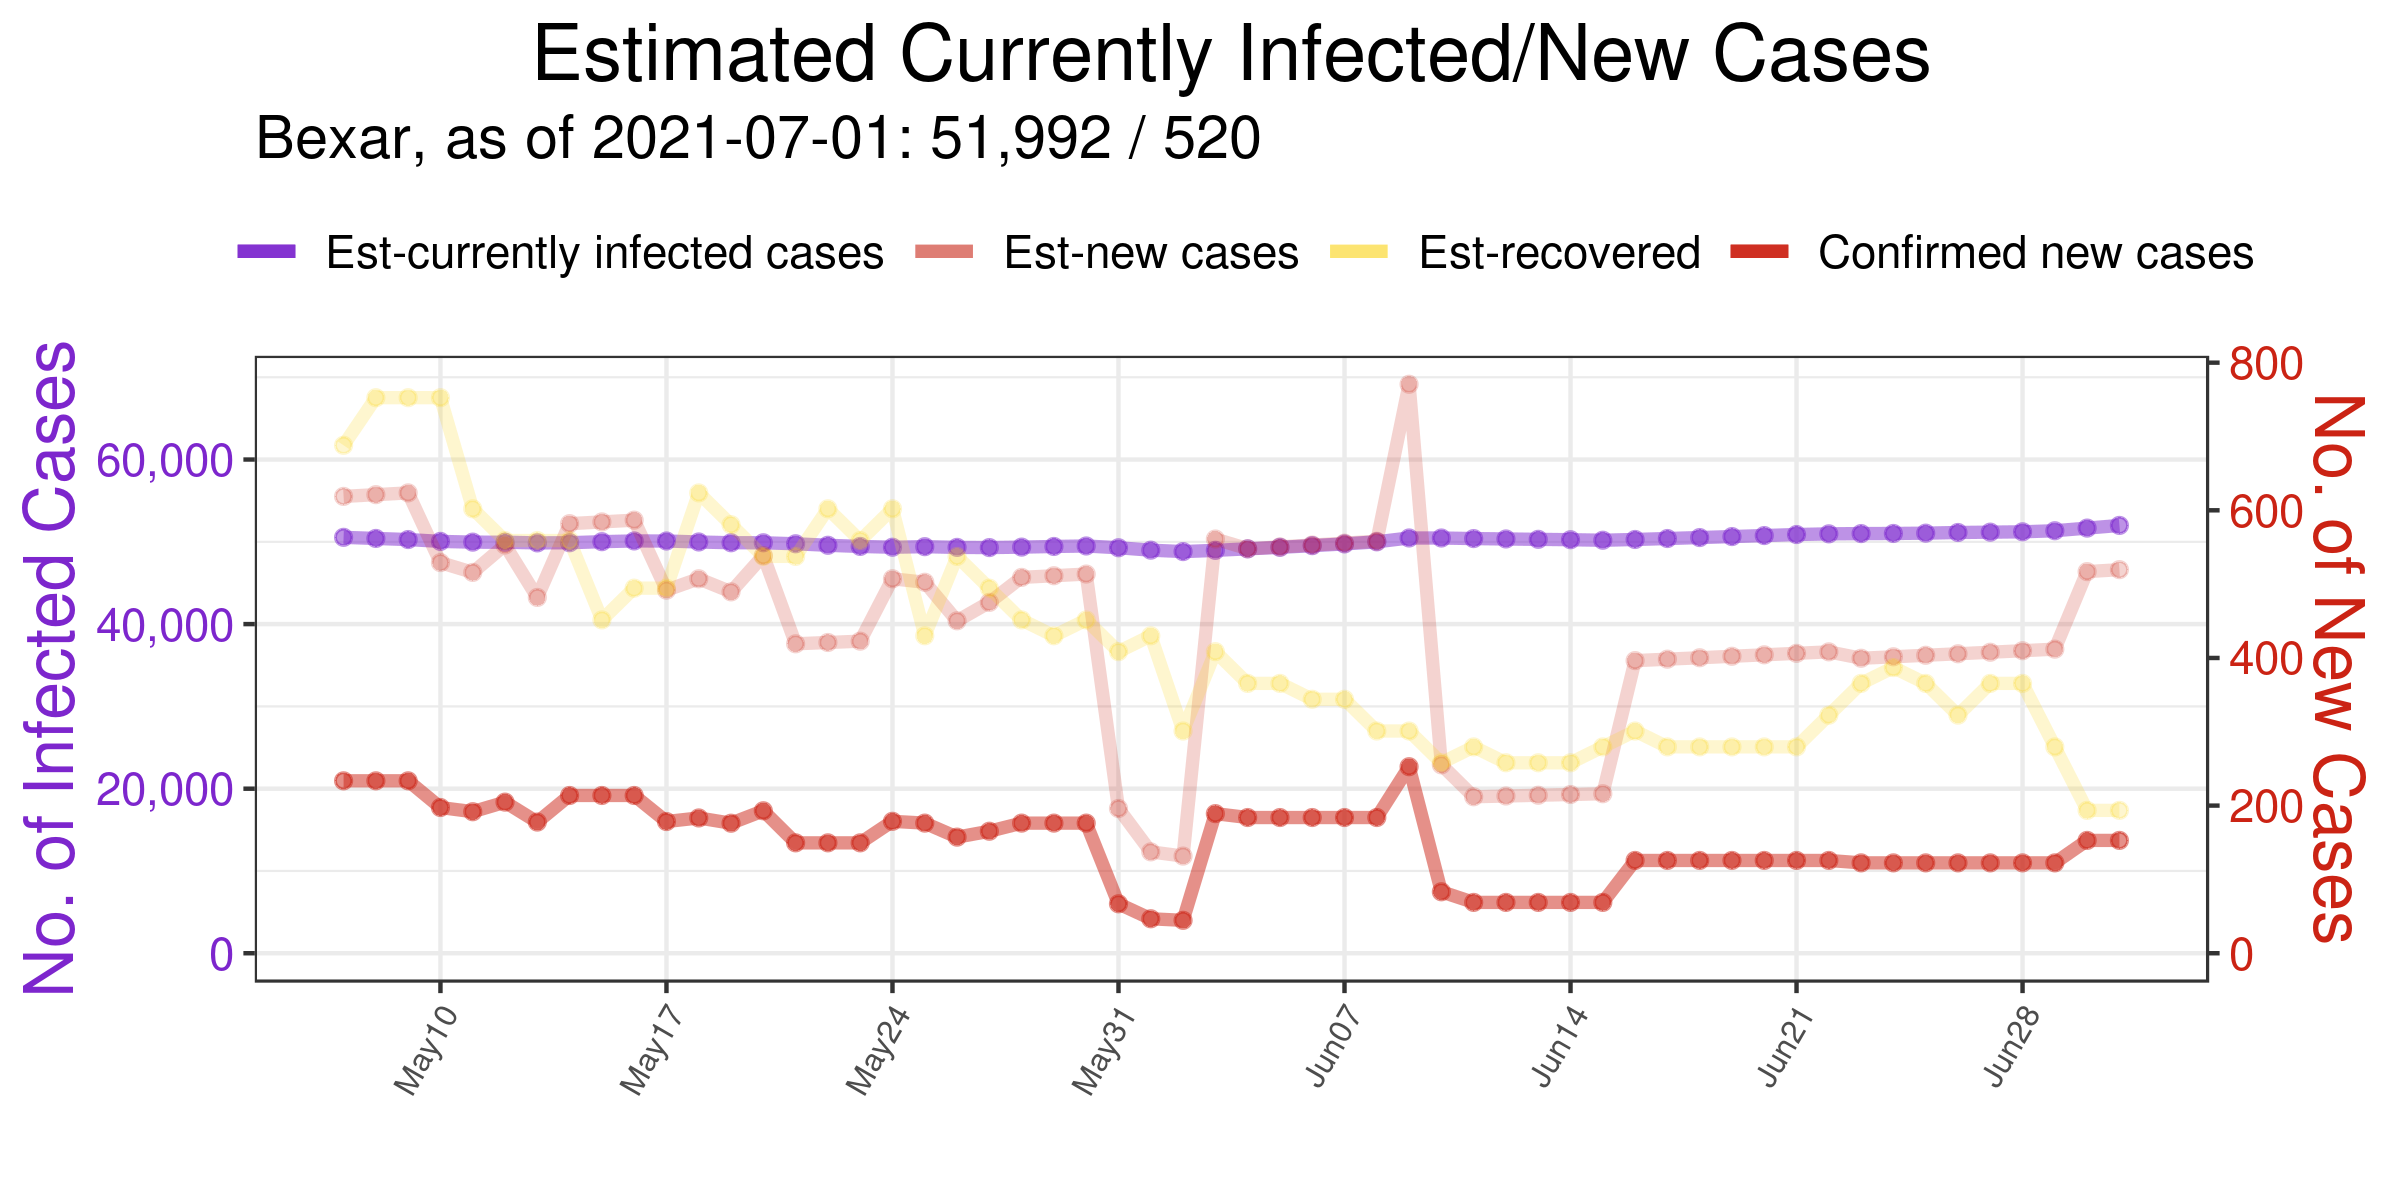 Estimated Currently Infected/New Cases
Bexar, as of 2021-07-01: 51,992 / 520
Est-currently infected cases Est-new cases Est-recovered Confirmed new cases
No. of Infected Cases
60,000
40,000
20,000
0
800
600
400
200
0
No. of New Cases
May10 May17 May24 May31 Jun07 Jun14 Jun21 Jun28